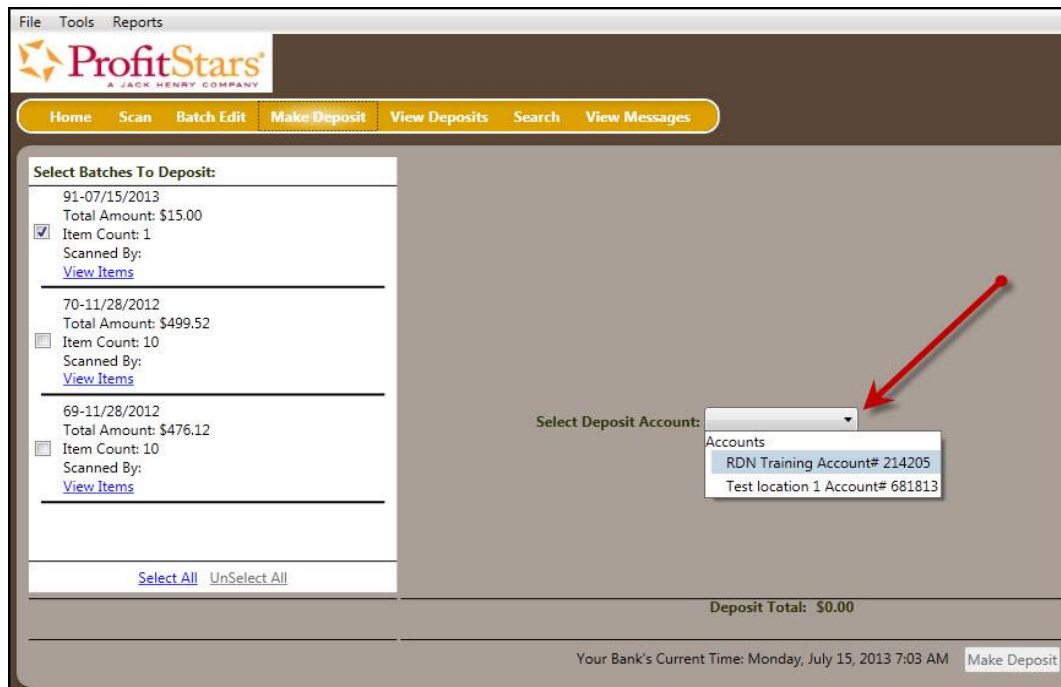 File Tools Reports
ProfitStars
A JACK HENRY COMPANY
Home Scan Batch Edit Make Deposit View Deposits Search View Messages
Select Batches To Deposit:
91-07/15/2013
Total Amount: $15.00
Item Count: 1
Scanned By:
View Items
70-11/28/2012
Total Amount: $499.52
Item Count: 10
Scanned By:
View Items
69-11/28/2012
Total Amount: $476.12
Item Count: 10
Scanned By:
View Items
Select All UnSelect All
Select Deposit Account:
Accounts
RDN Training Account# 214205
Test location 1 Account# 681813
Deposit Total: $0.00
Your Bank's Current Time: Monday, July 15, 2013 7:03 AM Make Deposit